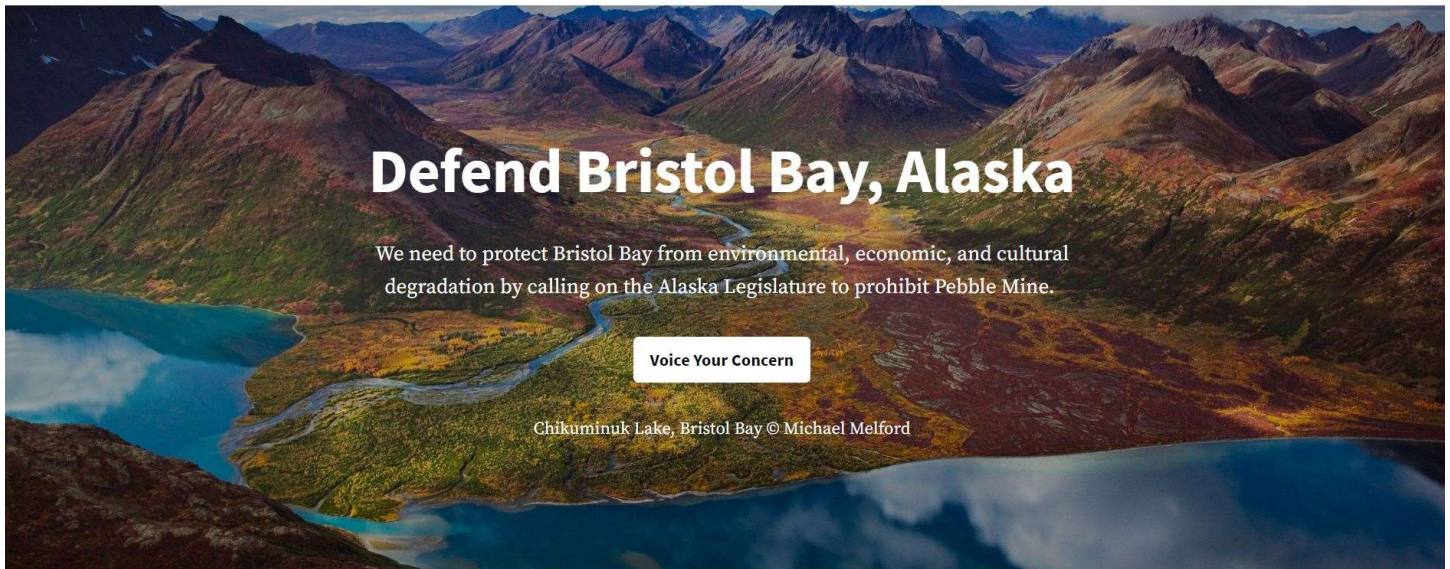 Defend Bristol Bay, Alaska
We need to protect Bristol Bay from environmental, economic, and cultural
degradation by calling on the Alaska Legislature to prohibit Pebble Mine.
Voice Your Concern
Chikuminuk Lake, Bristol Bay © Michael Melford